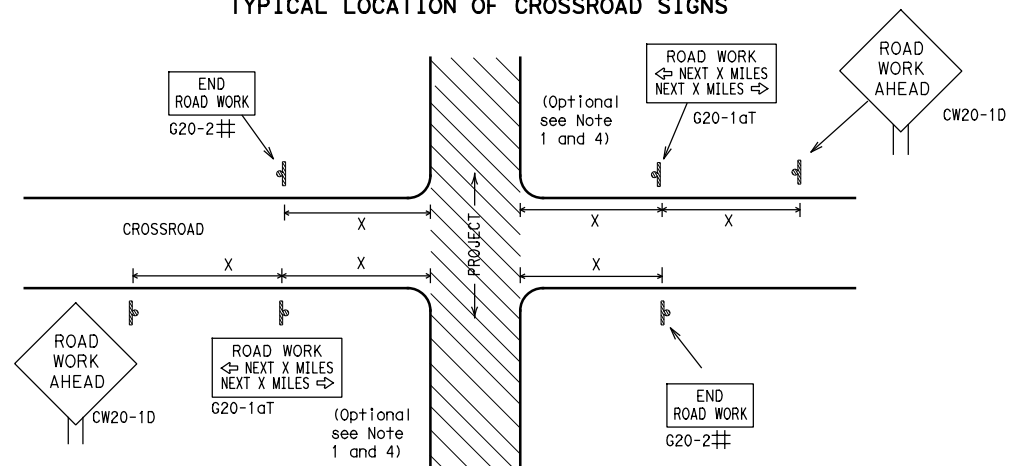 TYPICAL LOCATION OF CROSSROAD SIGNS
END
ROAD WORK
G20-2#
(Optional
see Note
1 and 4)
ROAD WORK
⇦ NEXT X MILES
NEXT X MILES ⇨
G20-1aT
ROAD
WORK
AHEAD
CW20-1D
X
X
X
CROSSROAD
PROJECT
X
X
X
ROAD
WORK
AHEAD
CW20-1D
ROAD WORK
⇦ NEXT X MILES
NEXT X MILES ⇨
G20-1aT
(Optional
see Note
1 and 4)
END
ROAD WORK
G20-2#